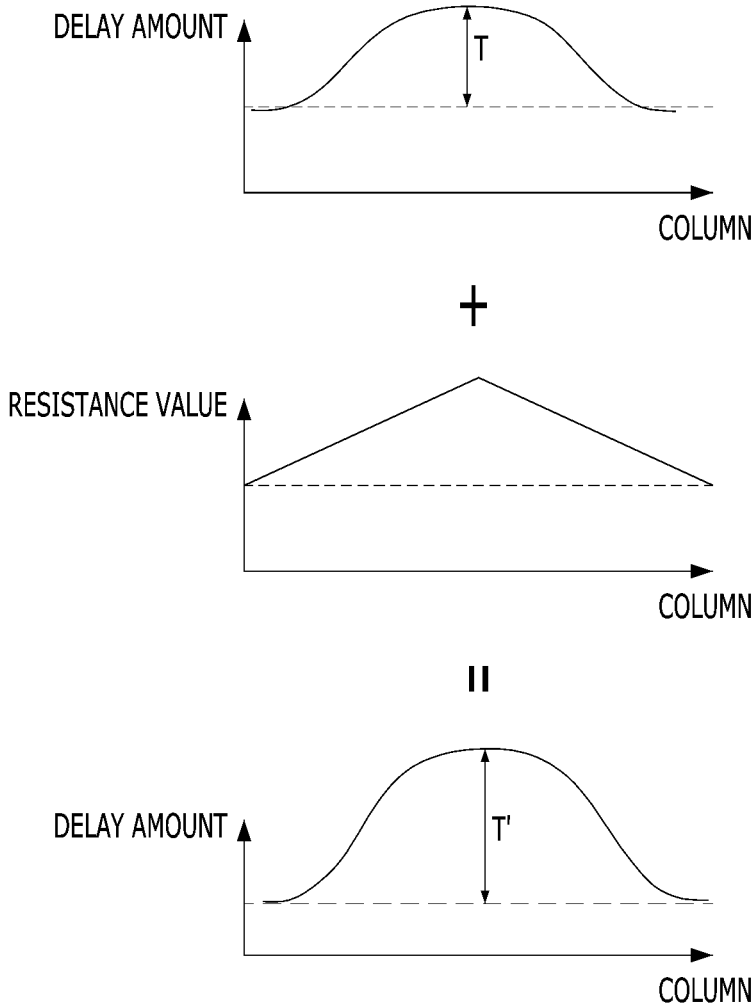 DELAY AMOUNT
T
COLUMN
+
RESISTANCE VALUE
COLUMN
=
DELAY AMOUNT
T'
COLUMN